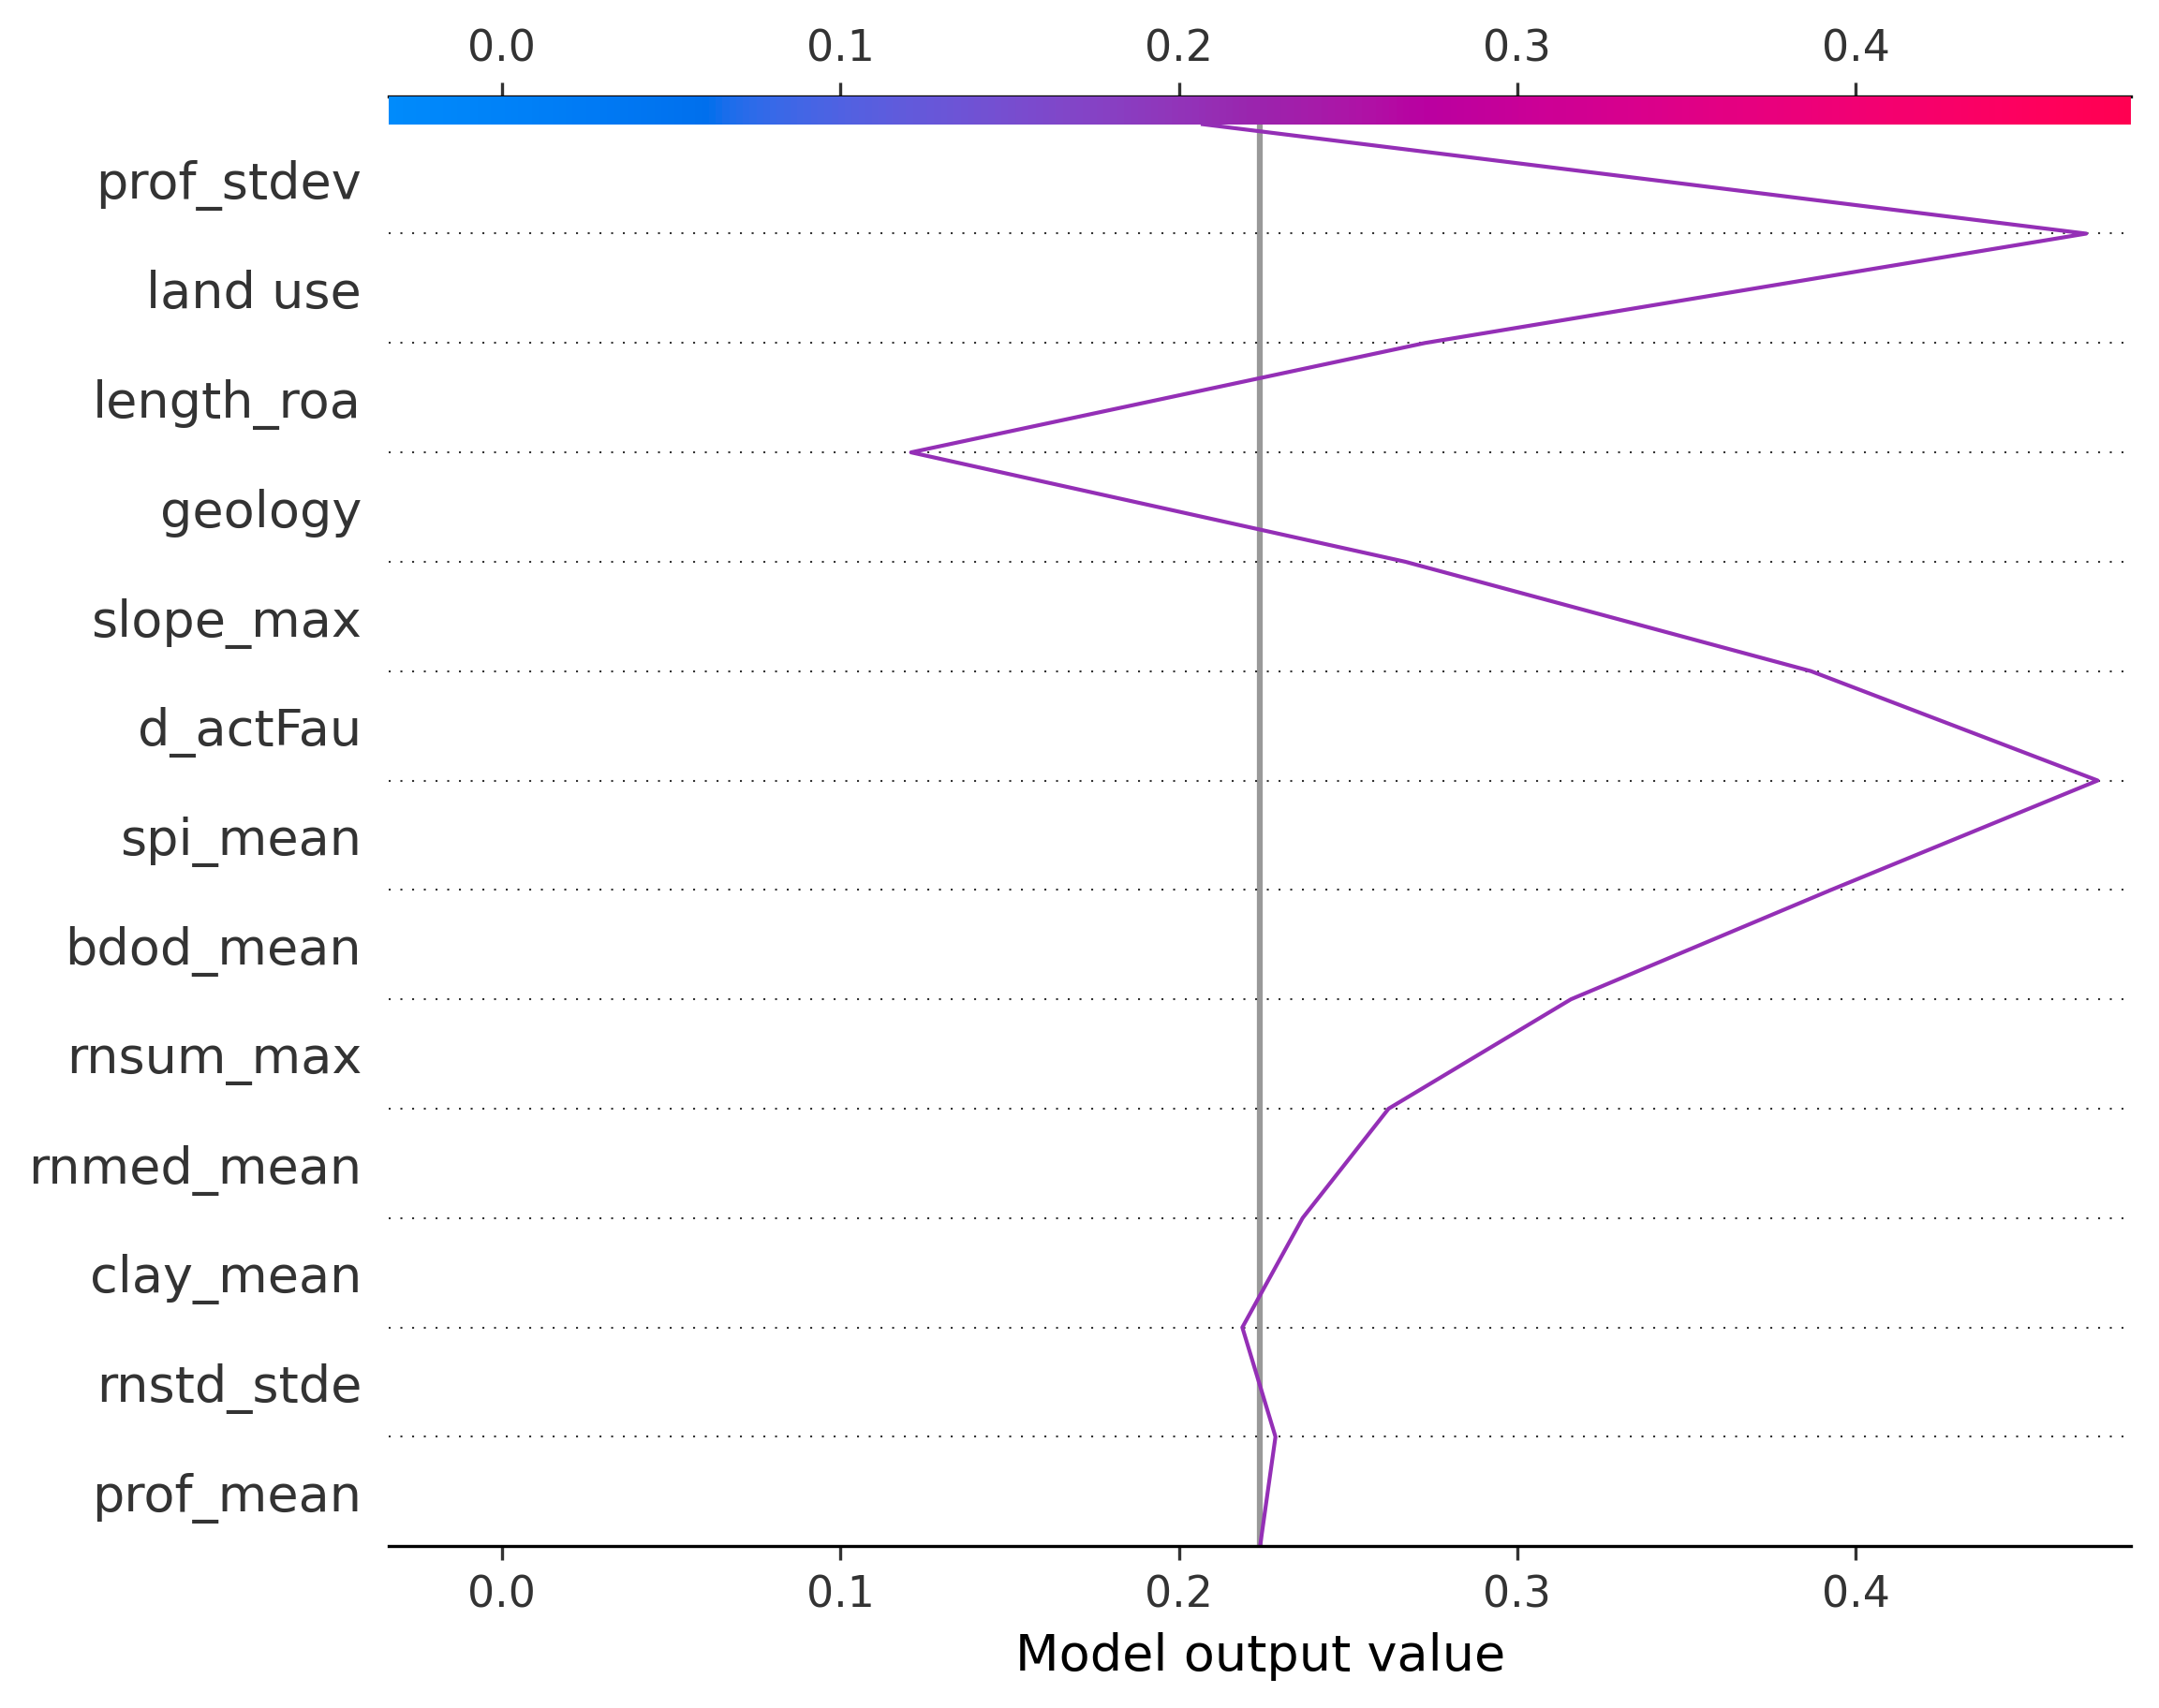 0.0 0.1 0.2 0.3 0.4
prof_stdev
land use
length_roa
geology
slope_max
d_actFau
spi_mean
bdod_mean
rnsum_max
rnmed_mean
clay_mean
rnstd_stde
prof_mean
0.0 0.1 0.2 0.3 0.4
Model output value